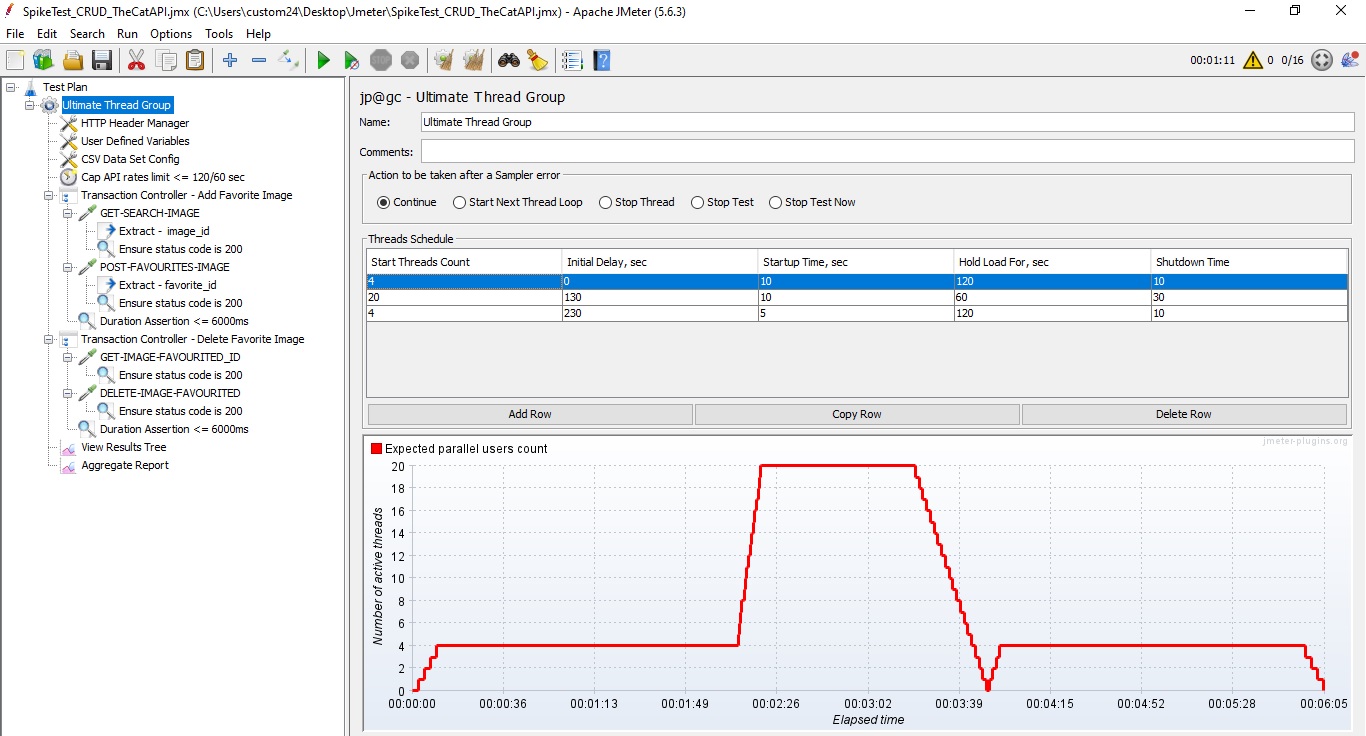 SpikeTest_CRUD_TheCatAPI.jmx (C:\Users\custom24\Desktop\Jmeter\SpikeTest_CRUD_TheCatAPI.jmx) - Apache JMeter (5.6.3)
File Edit Search Run Options Tools Help
STOP
00:01:11 0 0/16
Test Plan
Ultimate Thread Group
HTTP Header Manager
User Defined Variables
CSV Data Set Config
Cap API rates limit <= 120/60 sec
Transaction Controller - Add Favorite Image
GET-SEARCH-IMAGE
Extract - image_id
Ensure status code is 200
POST-FAVOURITES-IMAGE
Extract - favorite_id
Ensure status code is 200
Duration Assertion <= 6000ms
Transaction Controller - Delete Favorite Image
GET-IMAGE-FAVOURITED_ID
Ensure status code is 200
DELETE-IMAGE-FAVOURITED
Ensure status code is 200
Duration Assertion <= 6000ms
View Results Tree
Aggregate Report
jp@gc - Ultimate Thread Group
Name: Ultimate Thread Group
Comments:
Action to be taken after a Sampler error
Continue Start Next Thread Loop Stop Thread Stop Test Stop Test Now
Threads Schedule
Start Threads Count Initial Delay, sec Startup Time, sec Hold Load For, sec Shutdown Time
4 0 10 120 10
20 130 10 60 30
4 230 5 120 10
Add Row Copy Row Delete Row
jmeter-plugins.org
Expected parallel users count
Number of active threads
20
18
16
14
12
10
8
6
4
2
0
00:00:00 00:00:36 00:01:13 00:01:49 00:02:26 00:03:02 00:03:39 00:04:15 00:04:52 00:05:28 00:06:05
Elapsed time